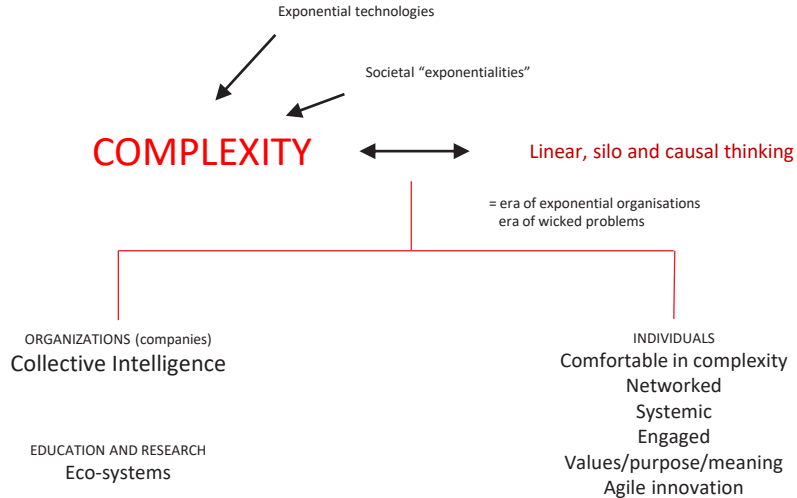 Exponential technologies
Societal “exponentialities”
COMPLEXITY
Linear, silo and causal thinking
= era of exponential organisations
era of wicked problems
ORGANIZATIONS (companies)
Collective Intelligence
EDUCATION AND RESEARCH
Eco-systems
INDIVIDUALS
Comfortable in complexity
Networked
Systemic
Engaged
Values/purpose/meaning
Agile innovation